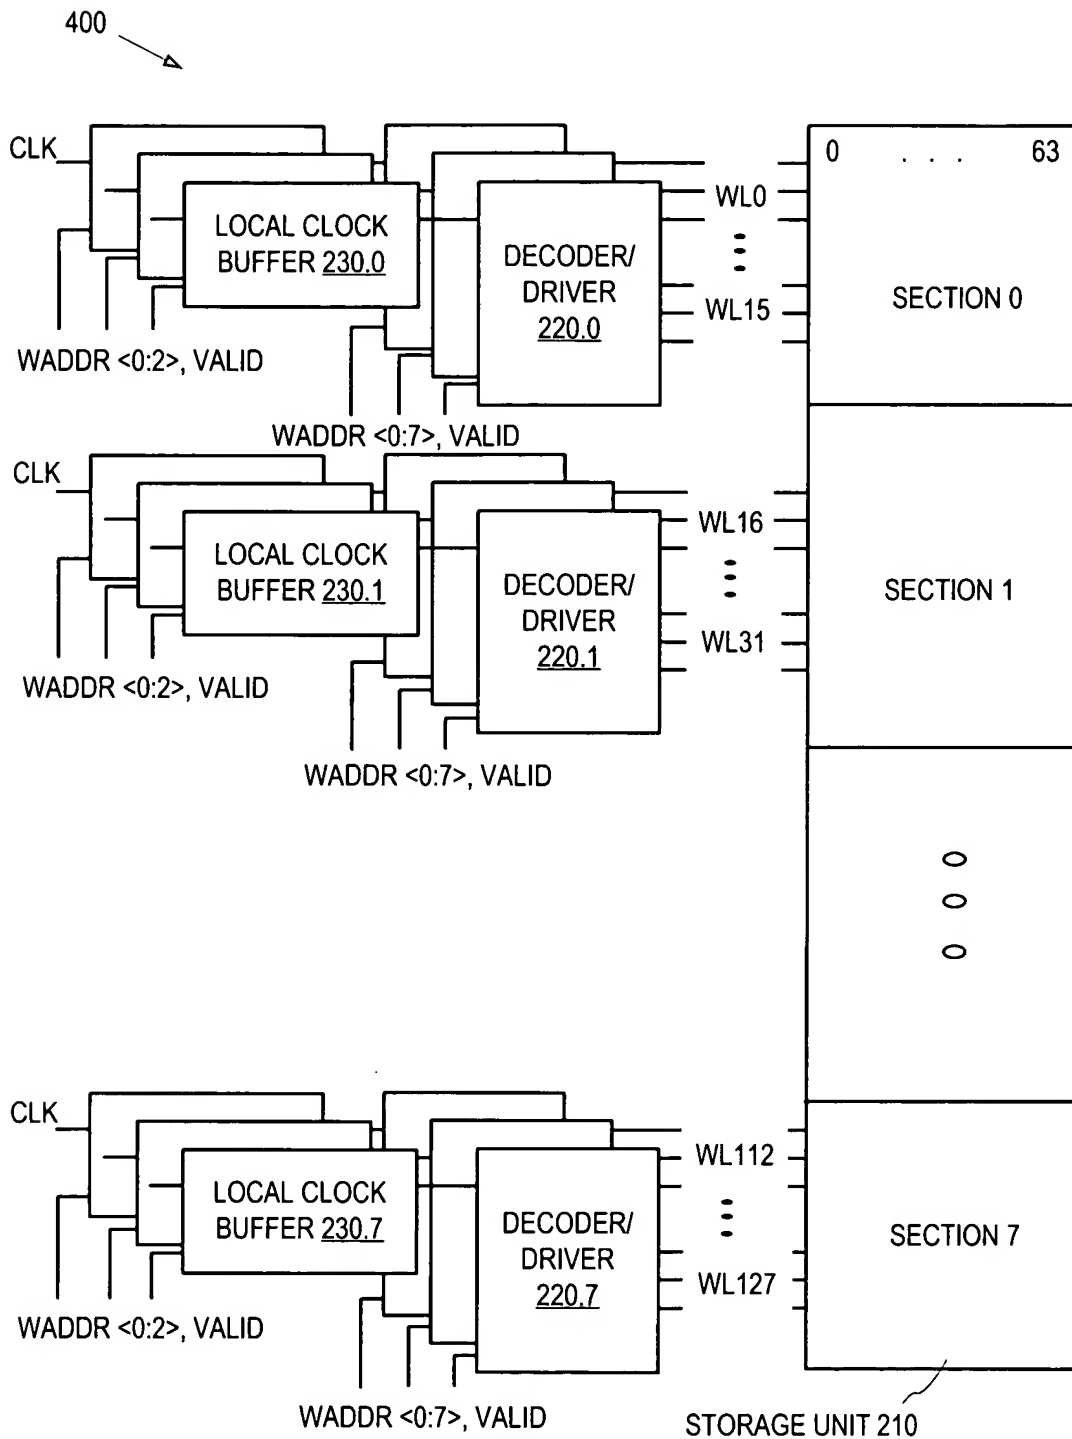 400
CLK
LOCAL CLOCK
BUFFER 230.0
WADDR <0:2>, VALID
DECODER/
DRIVER
220.0
WADDR <0:7>, VALID
WL0
WL15
0 . . . 63
SECTION 0
CLK
LOCAL CLOCK
BUFFER 230.1
WADDR <0:2>, VALID
DECODER/
DRIVER
220.1
WADDR <0:7>, VALID
WL16
WL31
SECTION 1
CLK
LOCAL CLOCK
BUFFER 230.7
WADDR <0:2>, VALID
DECODER/
DRIVER
220.7
WADDR <0:7>, VALID
WL112
WL127
SECTION 7
STORAGE UNIT 210